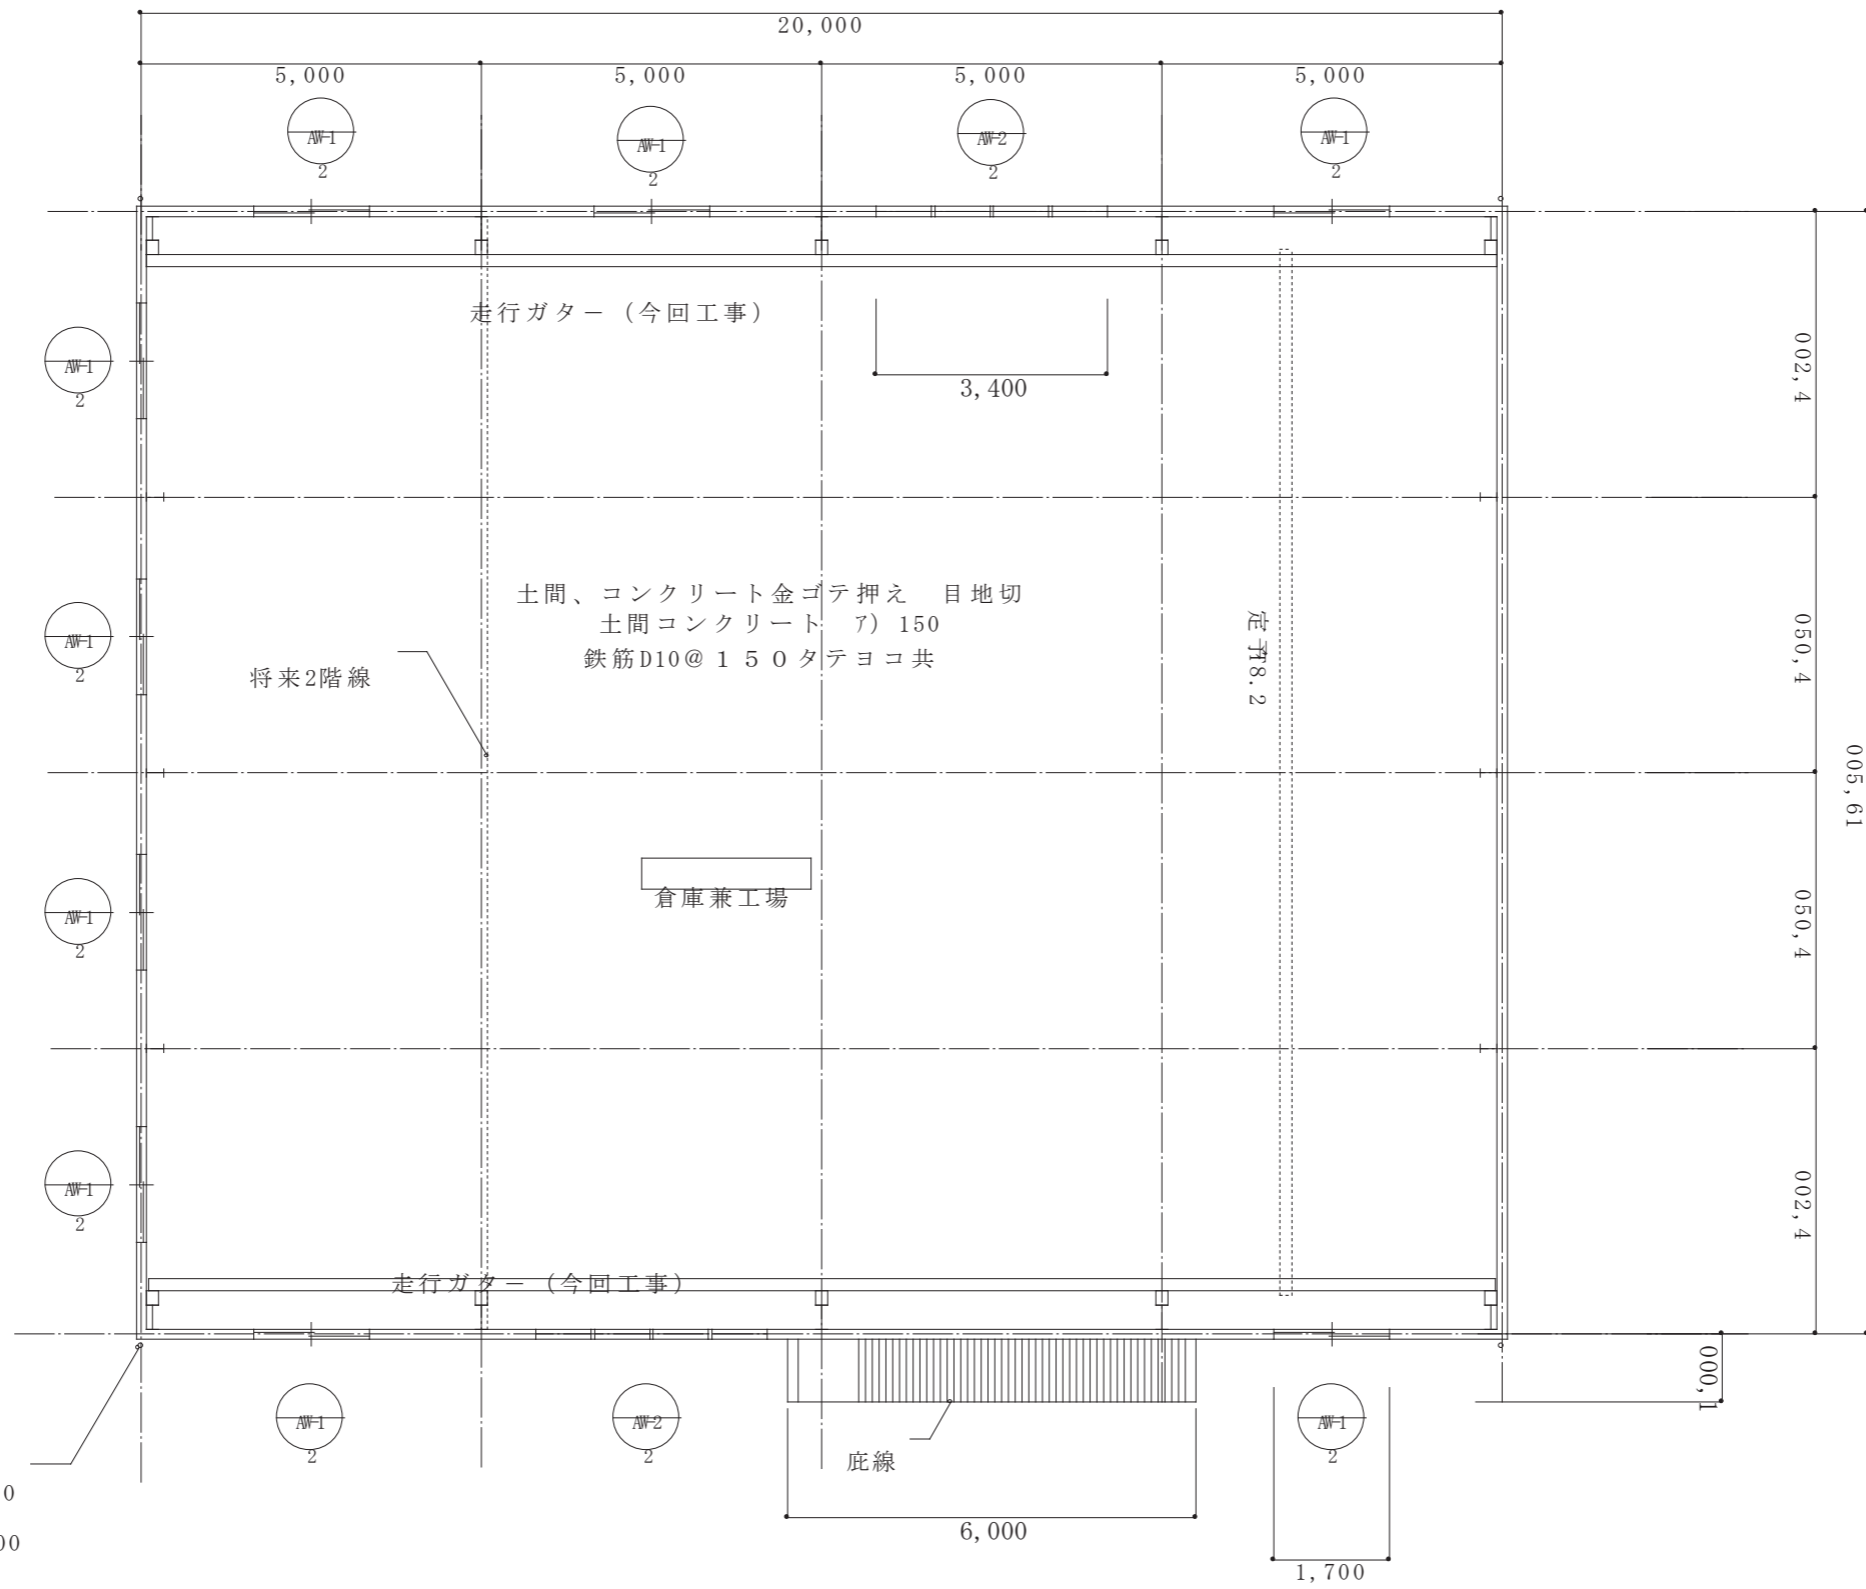 20,000
5,000
5,000
5,000
5,000
AW-1
2
AW-1
2
AW-2
2
AW-1
2
走行ガター（今回工事）
3,400
AW-1
2
002,4
土間、コンクリート金ゴテ押え　目地切
土間コンクリート　ア）150
鉄筋D10@１５０タテヨコ共
将来2階線
AW-1
2
定予
8.2
050,4
005,61
倉庫兼工場
AW-1
2
050,4
AW-1
2
002,4
走行ガター（今回工事）
000,1
AW-1
2
AW-2
2
庇線
AW-1
2
0
00
6,000
1,700